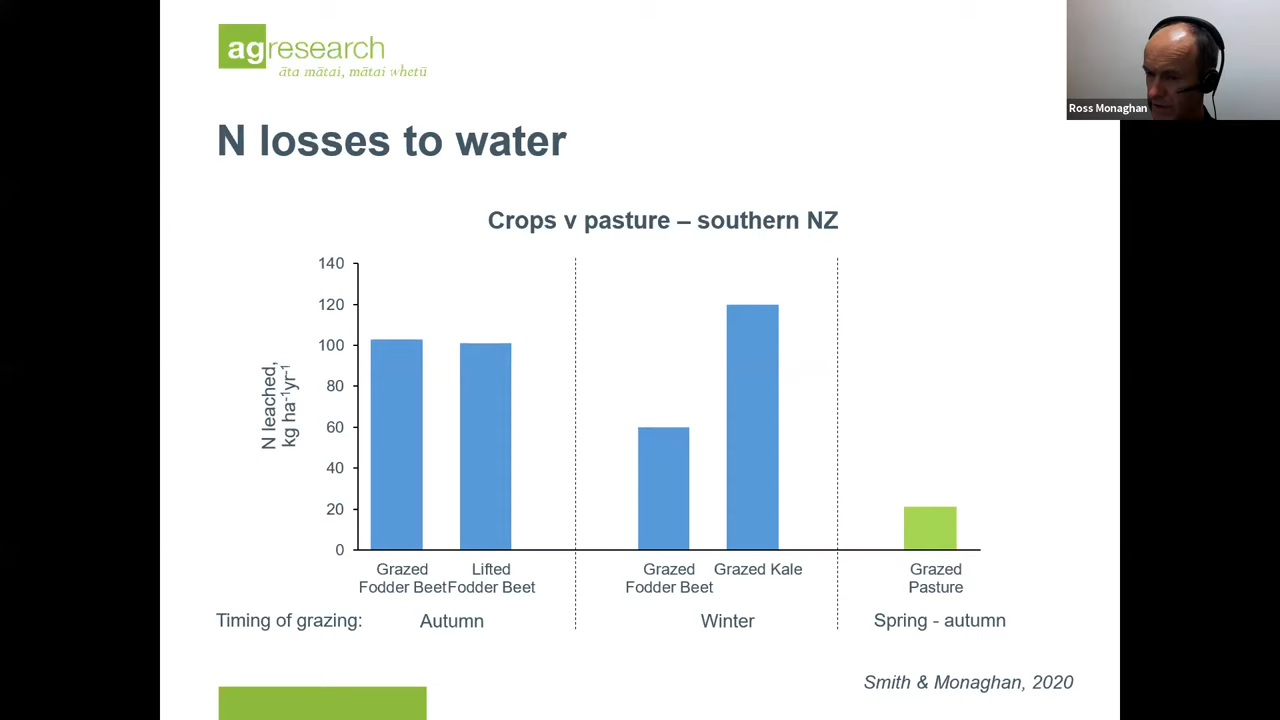 agresearch
āta mātai, mātai whetū
Ross Monaghan
N losses to water
Crops v pasture – southern NZ
N leached,
kg ha-1yr-1
140
120
100
80
60
40
20
0
Grazed
Fodder Beet
Lifted
Fodder Beet
Grazed
Fodder Beet
Grazed Kale
Grazed
Pasture
Timing of grazing: Autumn Winter Spring - autumn
Smith & Monaghan, 2020